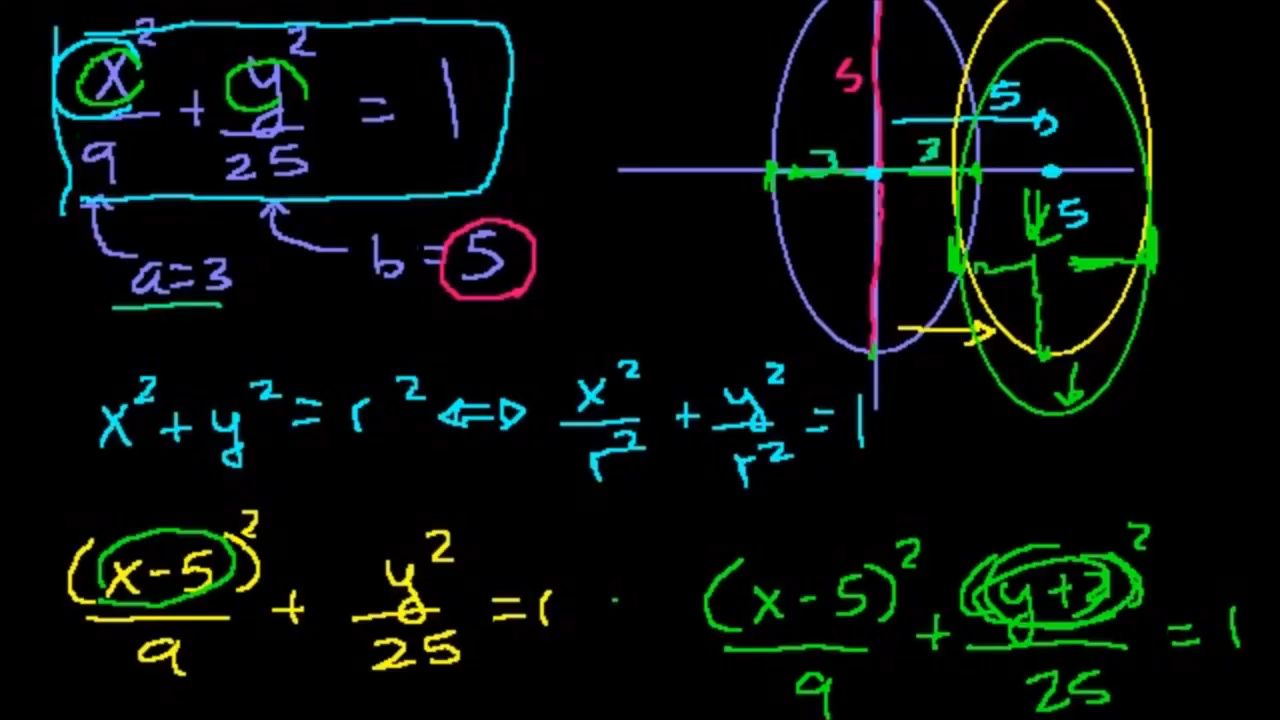 x²/9 + y²/25 = 1
a=3
b=5
5
3
3
5
5
x² + y² = r² ⇔ x²/r² + y²/r² = 1
(x-5)²/9 + y²/25 = 1
(x-5)²/9 + (y+2)²/25 = 1